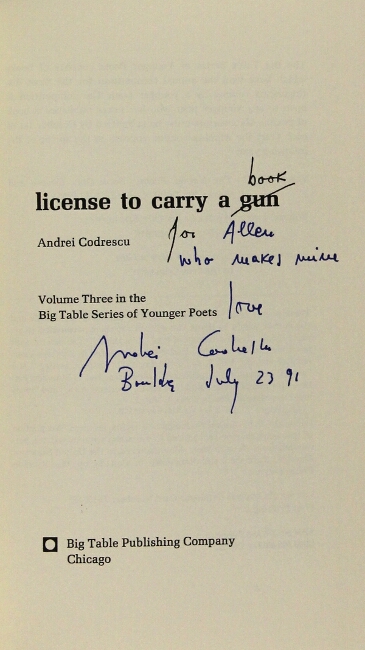 book
license to carry a gun
Andrei Codrescu
for Allen
who makes mine
Volume Three in the
Big Table Series of Younger Poets
love
Andrei Codrescu
Boulder July 23 91
Big Table Publishing Company
Chicago